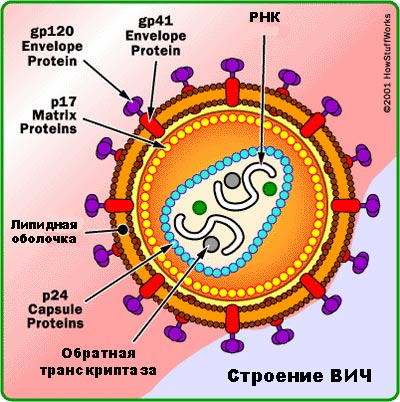 gp120
Envelope
Protein
gp41
Envelope
Protein
РНК
©2001 HowStuffWorks
p17
Matrix
Proteins
Липидная
оболочка
p24
Capsule
Proteins
Обратная
транскриптаза
Строение ВИЧ